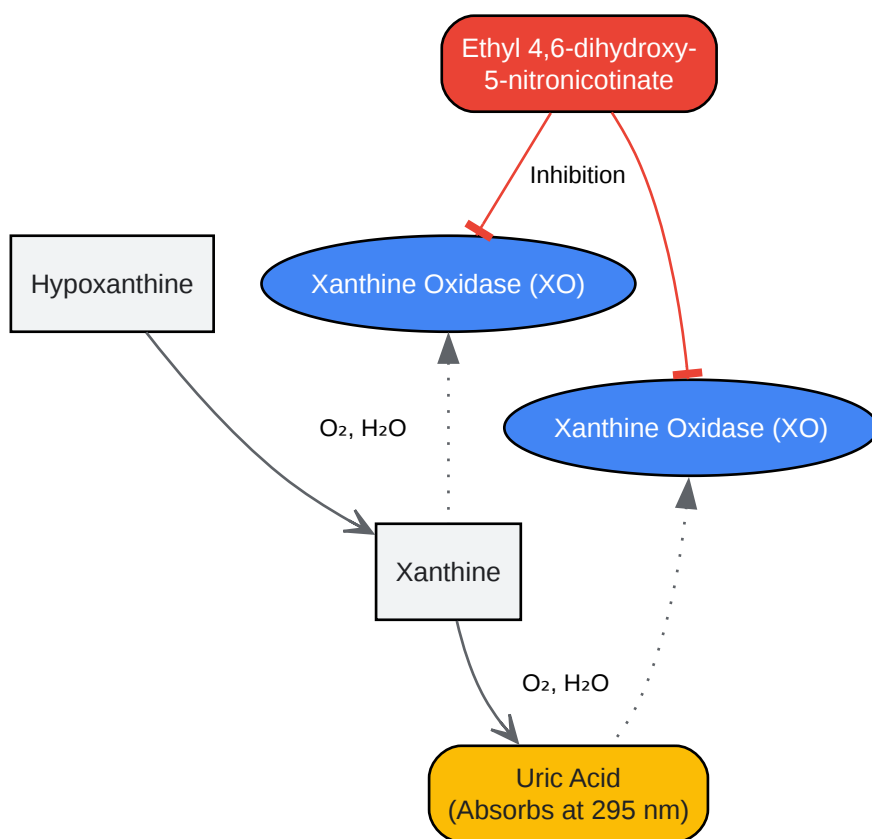 Ethyl 4,6-dihydroxy-
5-nitronicotinate
Inhibition
Hypoxanthine
Xanthine Oxidase (XO)
O₂, H₂O
Xanthine Oxidase (XO)
Xanthine
O₂, H₂O
Uric Acid
(Absorbs at 295 nm)